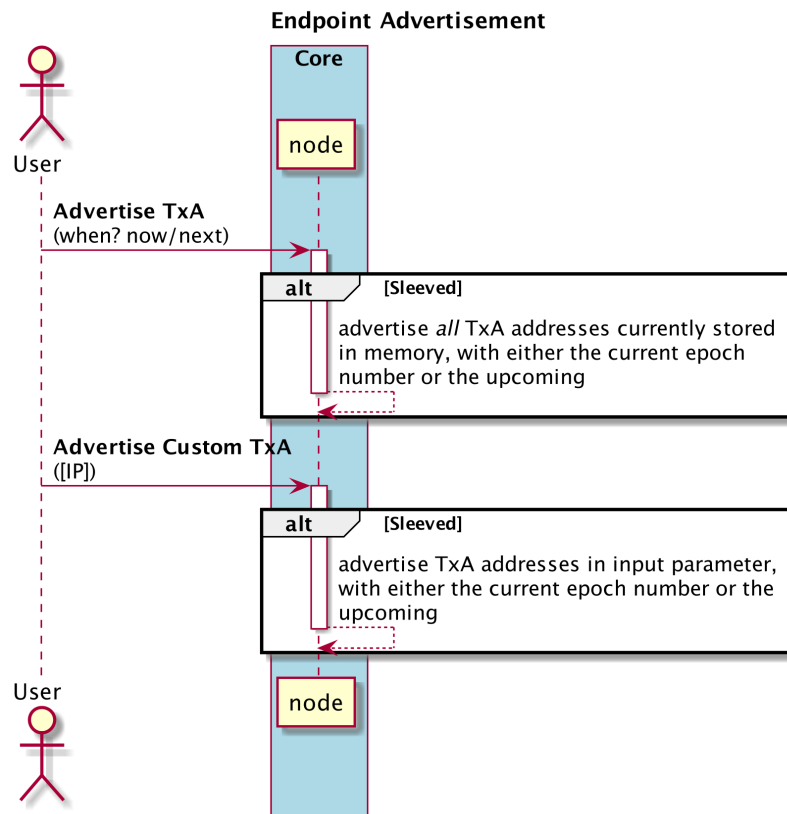 Endpoint Advertisement
Core
node
User
Advertise TxA
(when? now/next)
alt [Sleeved]
advertise all TxA addresses currently stored
in memory, with either the current epoch
number or the upcoming
Advertise Custom TxA
([IP])
alt [Sleeved]
advertise TxA addresses in input parameter,
with either the current epoch number or the
upcoming
User
node